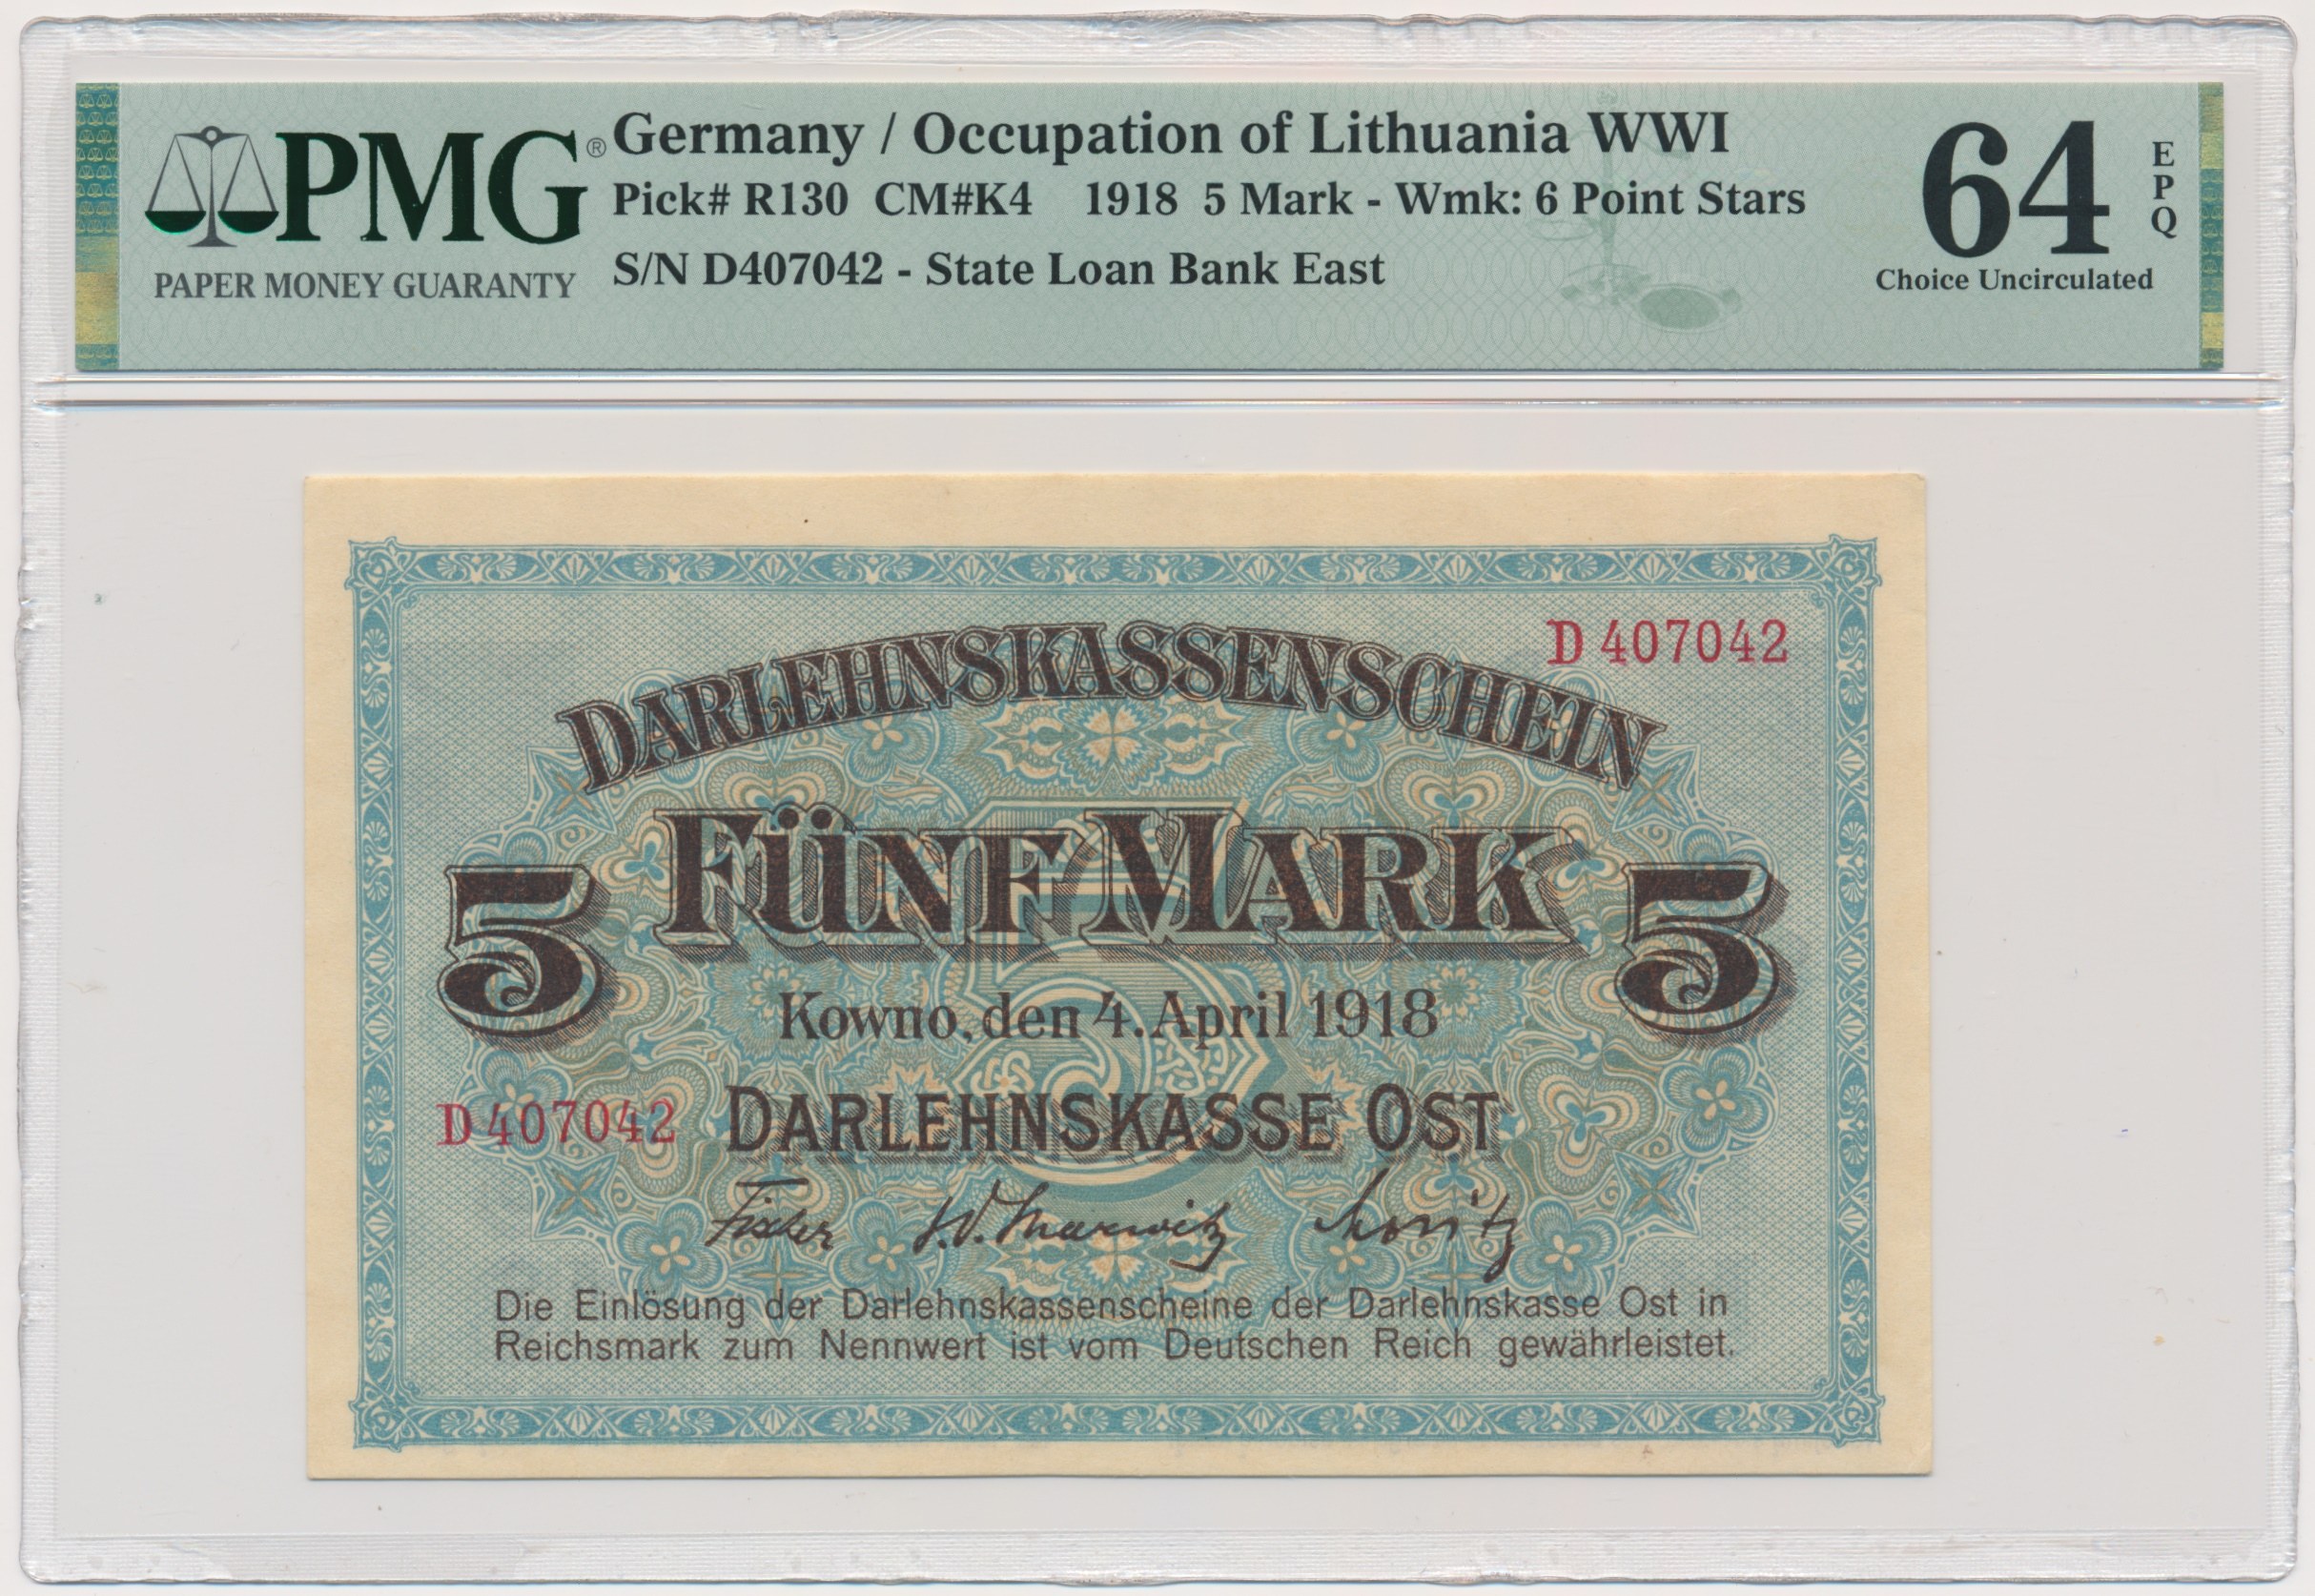 PMG®
PAPER MONEY GUARANTY
Germany / Occupation of Lithuania WWI
Pick# R130 CM#K4 1918 5 Mark - Wmk: 6 Point Stars
S/N D407042 - State Loan Bank East
64 EPQ
Choice Uncirculated
D 407042
DARLEHNSKASSENSCHEIN
5 FÜNF MARK 5
Kowno, den 4. April 1918
D 407042 DARLEHNSKASSE OST
Fischer S.V. Marwitz Moritz
Die Einlösung der Darlehnskassenscheine der Darlehnskasse Ost in
Reichsmark zum Nennwert ist vom Deutschen Reich gewährleistet.